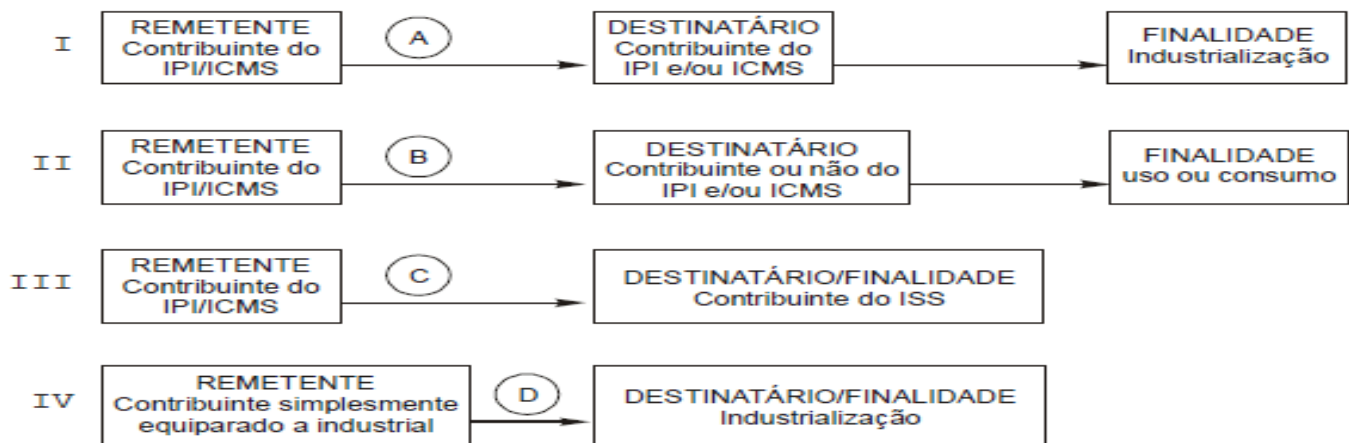 I
REMETENTE
Contribuinte do
IPI/ICMS
A
DESTINATÁRIO
Contribuinte do
IPI e/ou ICMS
FINALIDADE
Industrialização
II
REMETENTE
Contribuinte do
IPI/ICMS
B
DESTINATÁRIO
Contribuinte ou não do
IPI e/ou ICMS
FINALIDADE
uso ou consumo
III
REMETENTE
Contribuinte do
IPI/ICMS
C
DESTINATÁRIO/FINALIDADE
Contribuinte do ISS
IV
REMETENTE
Contribuinte simplesmente
equiparado a industrial
D
DESTINATÁRIO/FINALIDADE
Industrialização